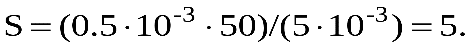 S = (0.5 · 10⁻³ · 50)/(5 · 10⁻³) = 5.